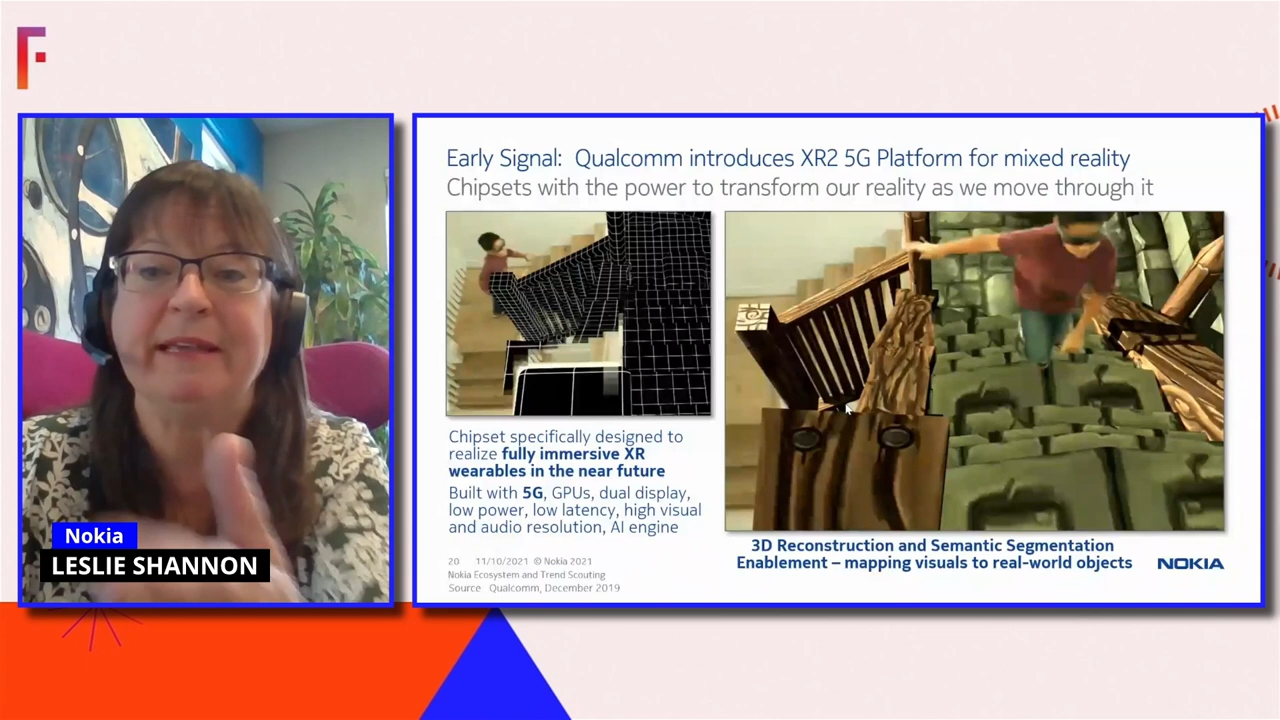 F
Nokia
LESLIE SHANNON
Early Signal: Qualcomm introduces XR2 5G Platform for mixed reality
Chipsets with the power to transform our reality as we move through it
Chipset specifically designed to
realize fully immersive XR
wearables in the near future
Built with 5G, GPUs, dual display,
low power, low latency, high visual
and audio resolution, AI engine
20 11/10/2021 © Nokia 2021
Nokia Ecosystem and Trend Scouting
Source Qualcomm, December 2019
3D Reconstruction and Semantic Segmentation
Enablement – mapping visuals to real-world objects
NOKIA